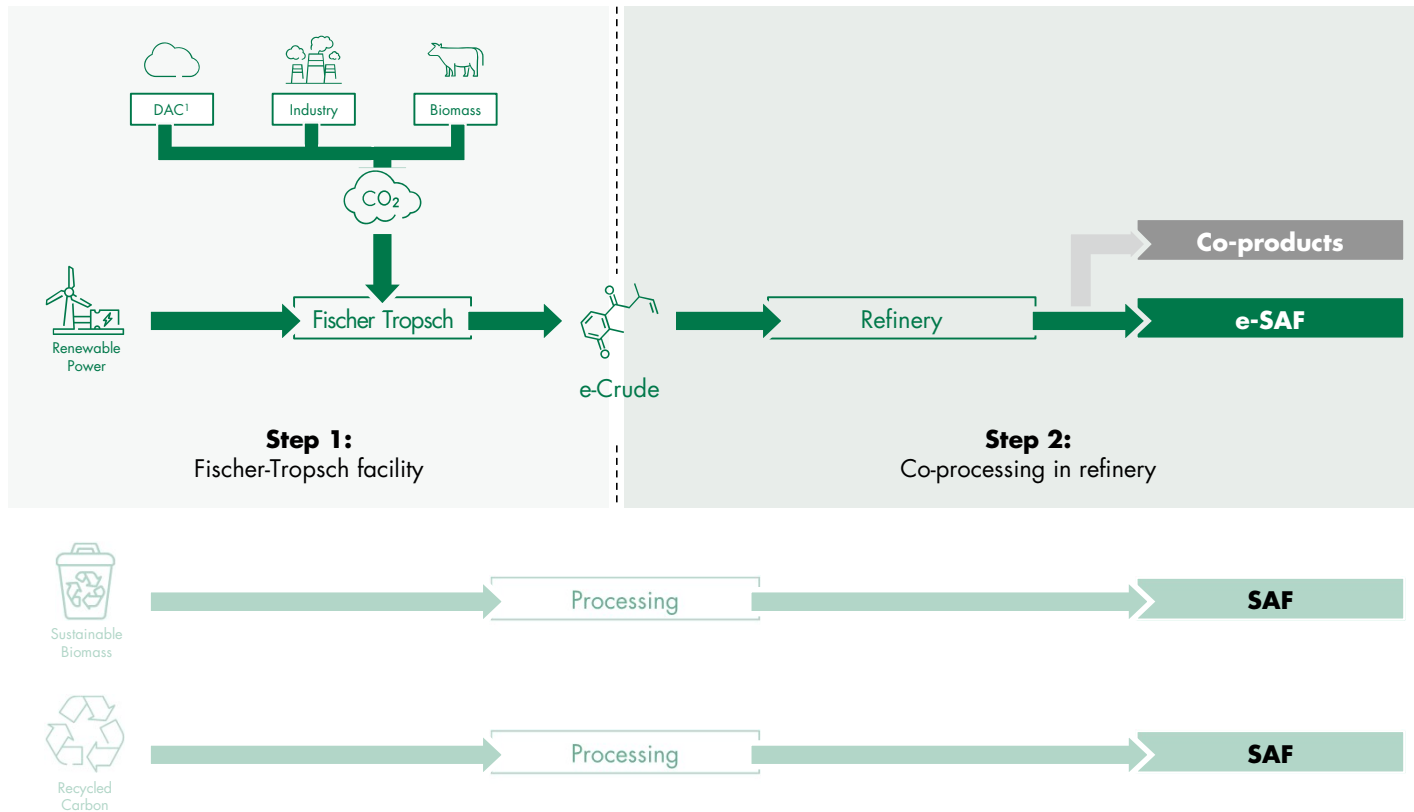 DAC¹
Industry
Biomass
CO₂
Renewable
Power
Fischer Tropsch
e-Crude
Refinery
Co-products
e-SAF
Step 1:
Fischer-Tropsch facility
Step 2:
Co-processing in refinery
Sustainable
Biomass
Processing
SAF
Recycled
Carbon
Processing
SAF